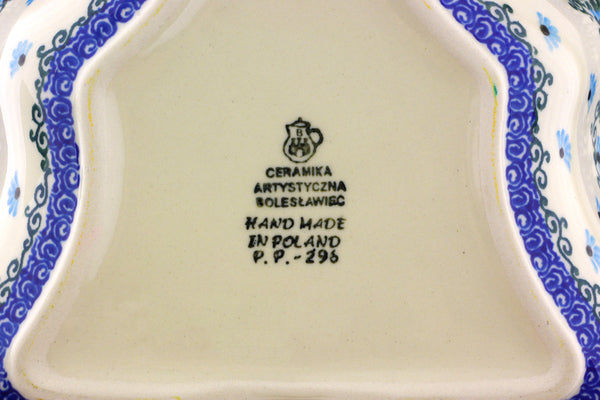 B
CERAMIKA
ARTYSTYCZNA
BOLESŁAWIEC
HAND MADE
IN POLAND
P.P.-296